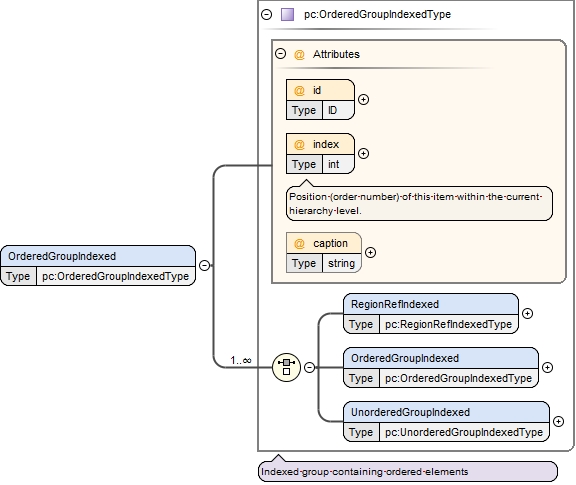 pc:OrderedGroupIndexedType
Attributes
@ id
Type ID
@ index
Type int
Position (order number) of this item within the current
hierarchy level.
@ caption
Type string
OrderedGroupIndexed
Type pc:OrderedGroupIndexedType
1..∞
RegionRefIndexed
Type pc:RegionRefIndexedType
OrderedGroupIndexed
Type pc:OrderedGroupIndexedType
UnorderedGroupIndexed
Type pc:UnorderedGroupIndexedType
Indexed group containing ordered elements